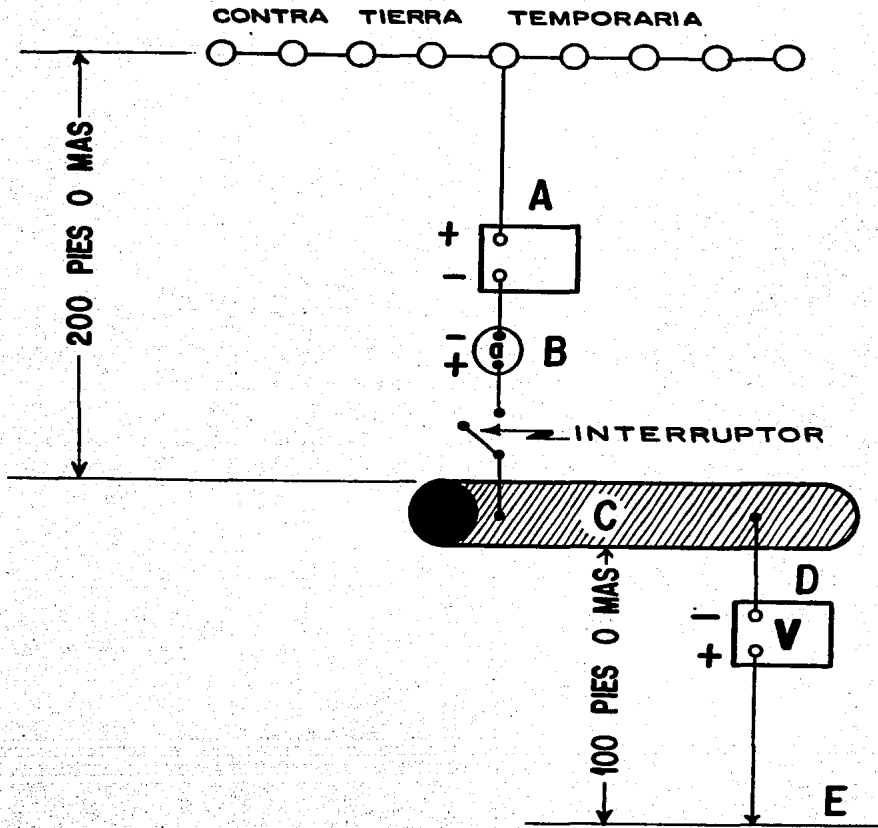 CONTRA TIERRA TEMPORARIA
200 PIES O MAS
A
+
-
-
+
B
INTERRUPTOR
C
100 PIES O MAS
D
-
+
V
E